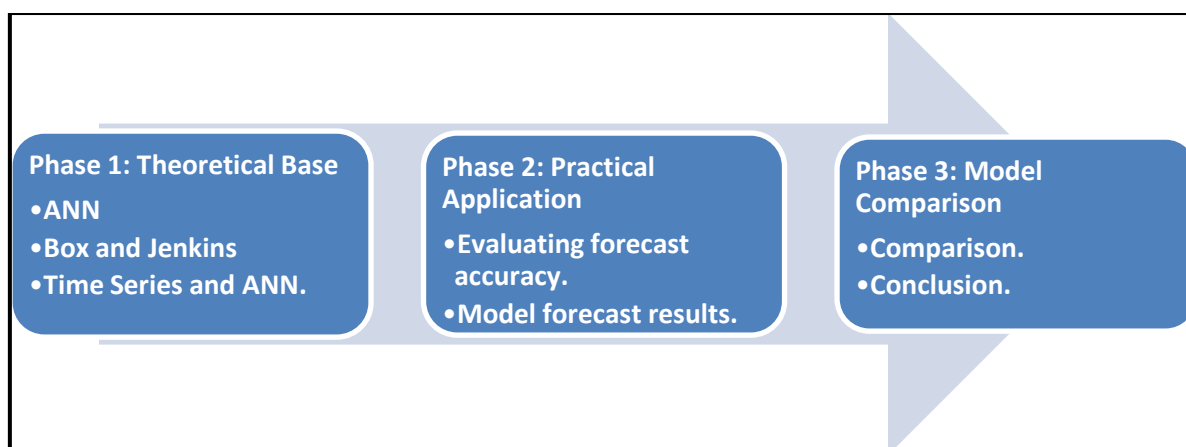 Phase 1: Theoretical Base
•ANN
•Box and Jenkins
•Time Series and ANN.
Phase 2: Practical
Application
•Evaluating forecast
accuracy.
•Model forecast results.
Phase 3: Model
Comparison
•Comparison.
•Conclusion.